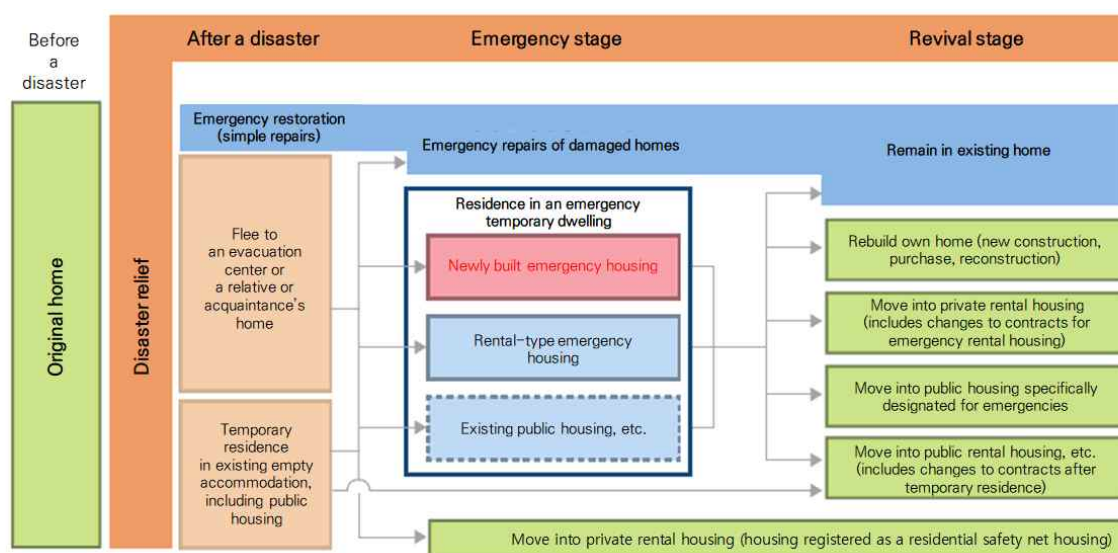 Before
a
disaster
Original home
Disaster relief
After a disaster
Emergency stage
Revival stage
Emergency restoration
(simple repairs)
Emergency repairs of damaged homes
Remain in existing home
Flee to
an evacuation
center or
a relative or
acquaintance's
home
Temporary
residence
in existing empty
accommodation,
including public
housing
Residence in an emergency
temporary dwelling
Newly built emergency housing
Rental-type emergency
housing
Existing public housing, etc.
Rebuild own home (new construction,
purchase, reconstruction)
Move into private rental housing
(includes changes to contracts for
emergency rental housing)
Move into public housing specifically
designated for emergencies
Move into public rental housing, etc.
(includes changes to contracts after
temporary residence)
Move into private rental housing (housing registered as a residential safety net housing)